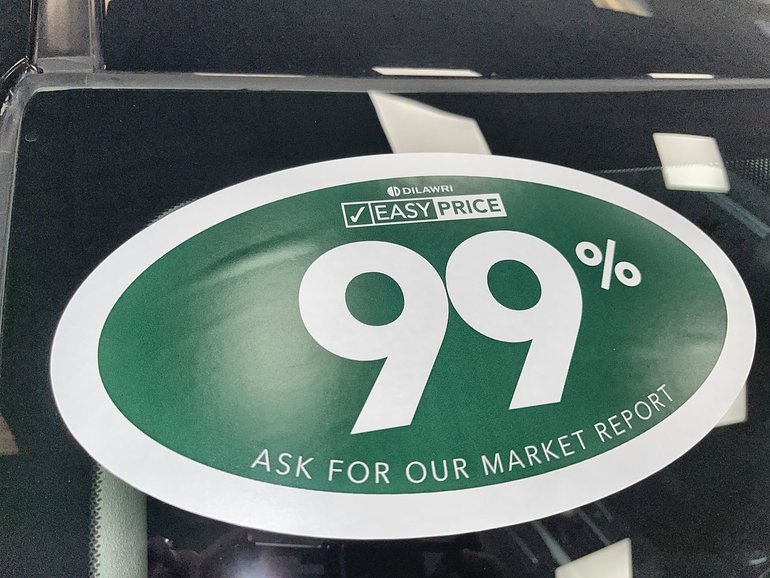 DILAWRI
✓ EASY PRICE
99%
ASK FOR OUR MARKET REPORT